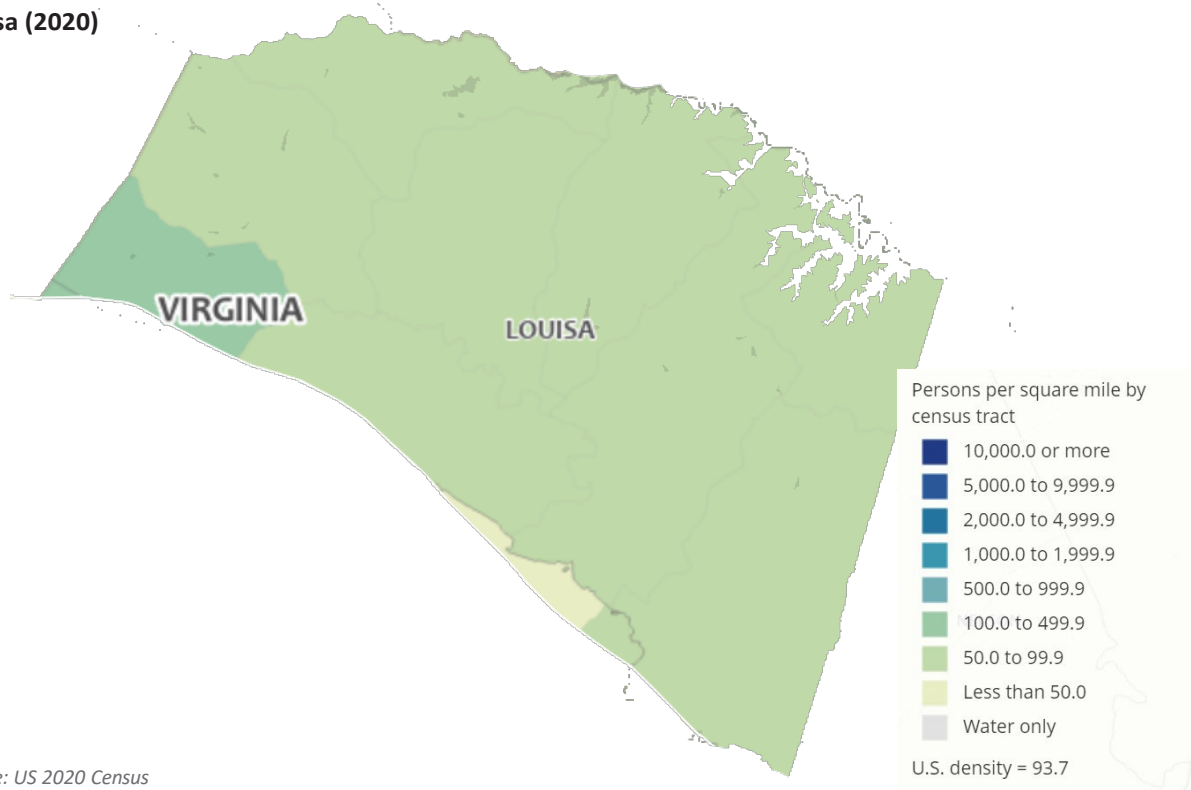 sa (2020)
VIRGINIA
LOUISA
Persons per square mile by
census tract
10,000.0 or more
5,000.0 to 9,999.9
2,000.0 to 4,999.9
1,000.0 to 1,999.9
500.0 to 999.9
100.0 to 499.9
50.0 to 99.9
Less than 50.0
Water only
U.S. density = 93.7
e: US 2020 Census